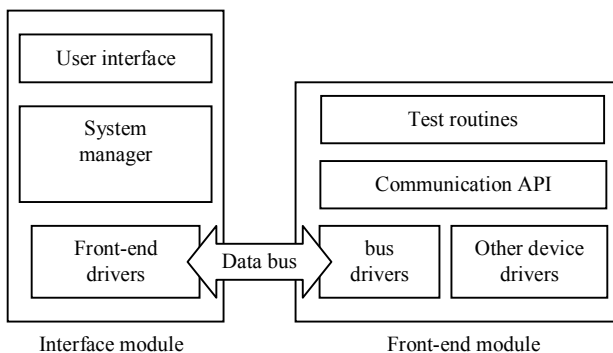 User interface
System
manager
Front-end
drivers
Data bus
Test routines
Communication API
bus
drivers
Other device
drivers
Interface module
Front-end module